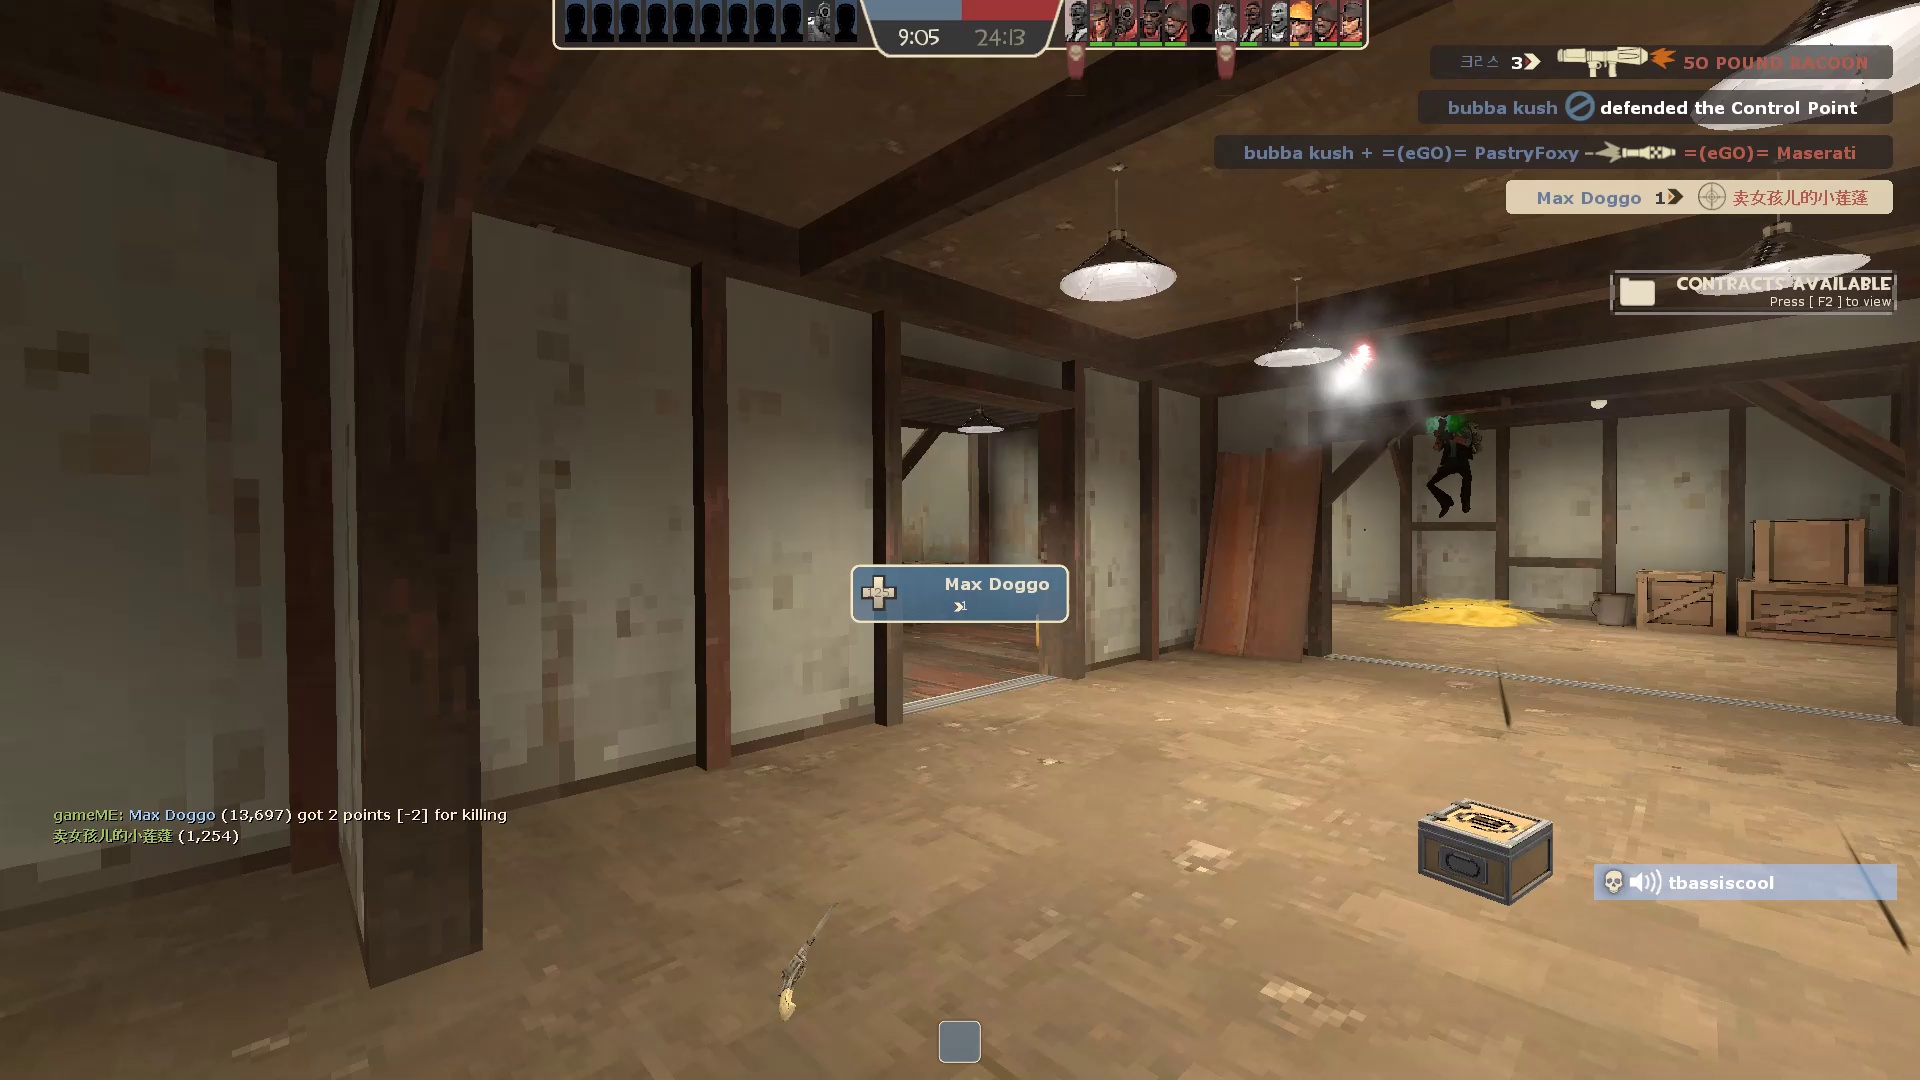 9:05 24:13
크리스 3 50 POUND RACOON
bubba kush defended the Control Point
bubba kush + =(eGO)= PastryFoxy =(eGO)= Maserati
Max Doggo 1 卖女孩儿的小莲蓬
CONTRACTS AVAILABLE
Press [ F2 ] to view
125 Max Doggo
1
gameME: Max Doggo (13,697) got 2 points [-2] for killing
卖女孩儿的小莲蓬 (1,254)
tbassiscool